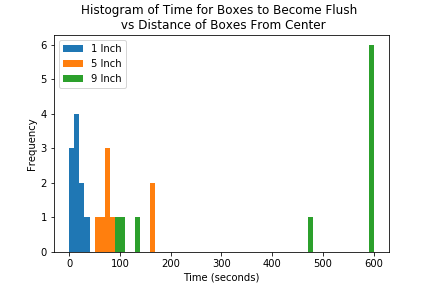 Histogram of Time for Boxes to Become Flush
vs Distance of Boxes From Center
1 Inch
5 Inch
9 Inch
Frequency
6
5
4
3
2
1
0
0 100 200 300 400 500 600
Time (seconds)